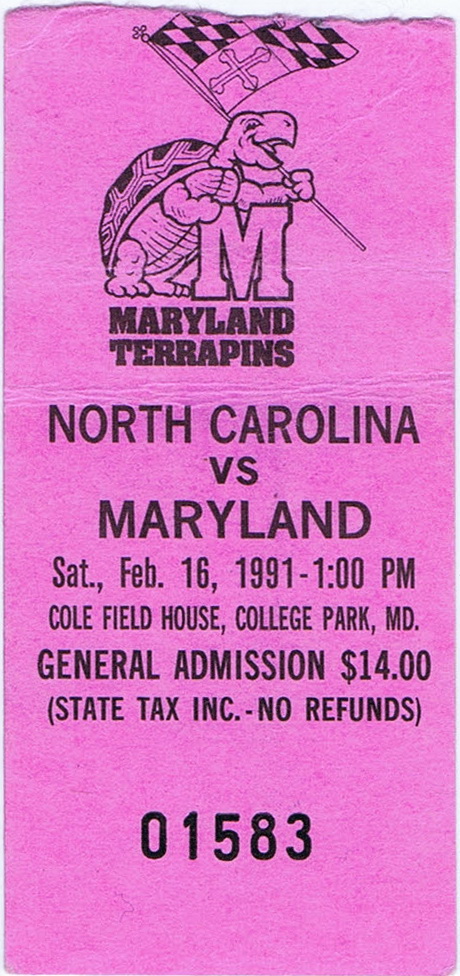 M
MARYLAND
TERRAPINS
NORTH CAROLINA
VS
MARYLAND
Sat., Feb. 16, 1991-1:00 PM
COLE FIELD HOUSE, COLLEGE PARK, MD.
GENERAL ADMISSION $14.00
(STATE TAX INC.-NO REFUNDS)
01583